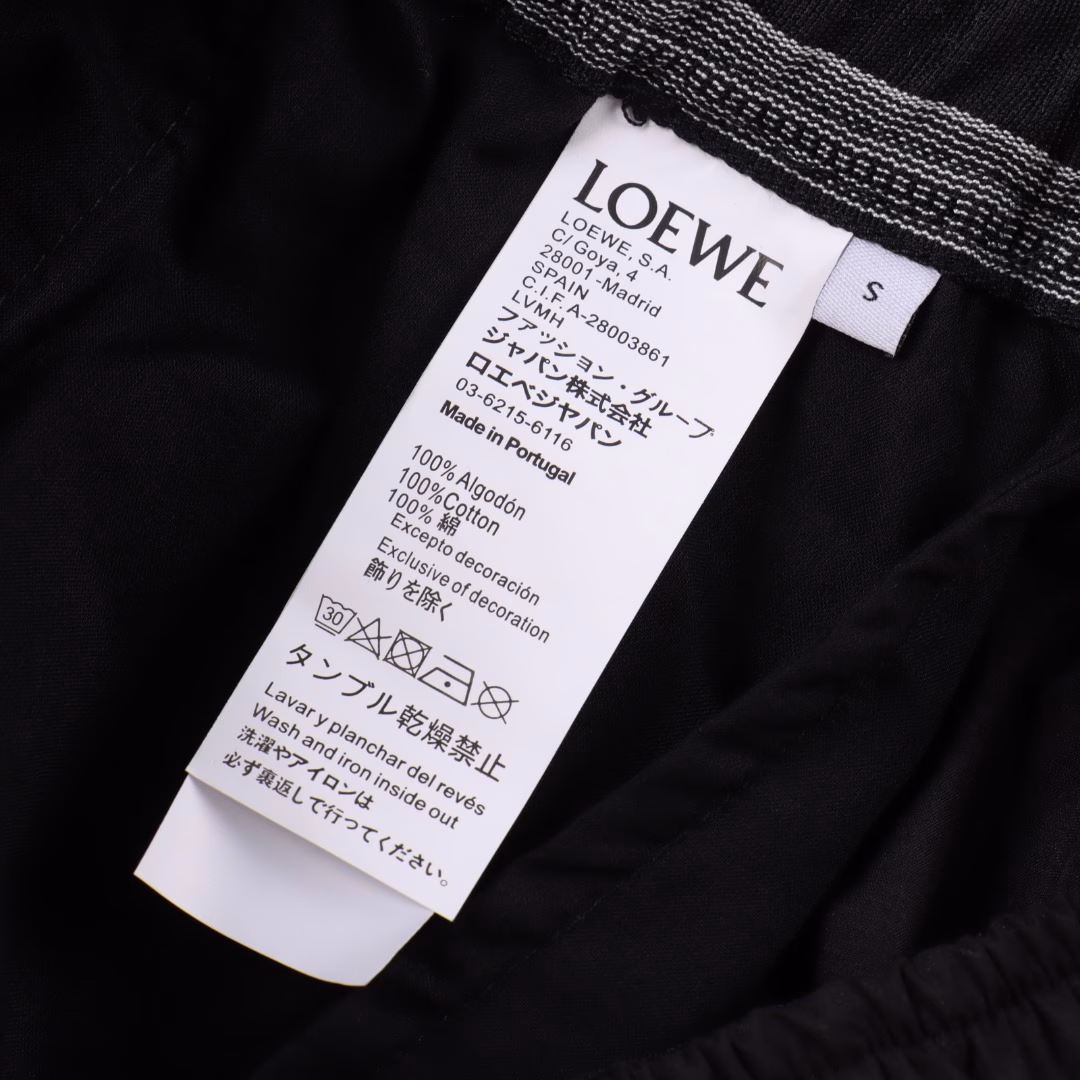 LOEWE
LOEWE, S.A.
C/ Goya, 4
28001 -Madrid
SPAIN
C.I.F. A-28003861
LVMH
ファッション・グループ
ジャパン株式会社
ロエベジャパン
03-6215-6116
Made in Portugal
100% Algodón
100%Cotton
100% 綿
Excepto decoración
Exclusive of decoration
飾りを除く
30
タンブル乾燥禁止
Lavar y planchar del revés
Wash and iron inside out
洗濯やアイロンは
必ず裏返しで行ってください。
S